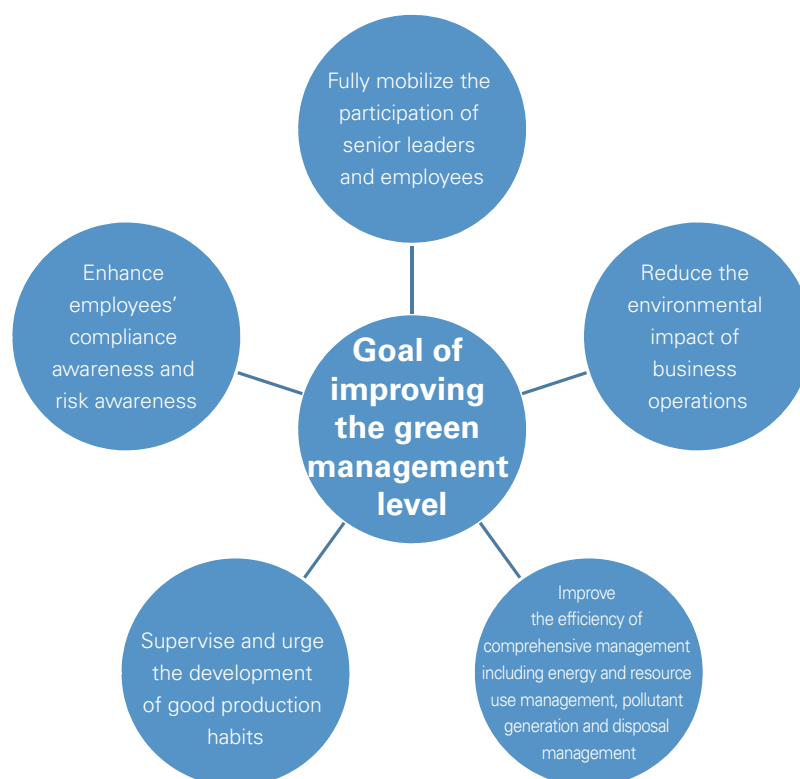 Fully mobilize the
participation of
senior leaders
and employees
Enhance
employees’
compliance
awareness and
risk awareness
Reduce the
environmental
impact of
business
operations
Goal of
improving
the green
management
level
Supervise and urge
the development
of good production
habits
Improve
the efficiency of
comprehensive management
including energy and resource
use management, pollutant
generation and disposal
management